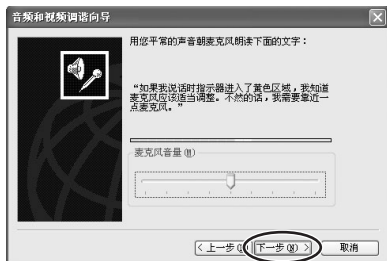 音频和视频调谐向导
用您平常的声音朝麦克风朗读下面的文字：
“如果我说话时指示器进入了黄色区域，我知道
麦克风应该适当调整。不然的话，我需要靠近一
点麦克风。”
麦克风音量(M)
<上一步(B)
下一步(N)>
取消